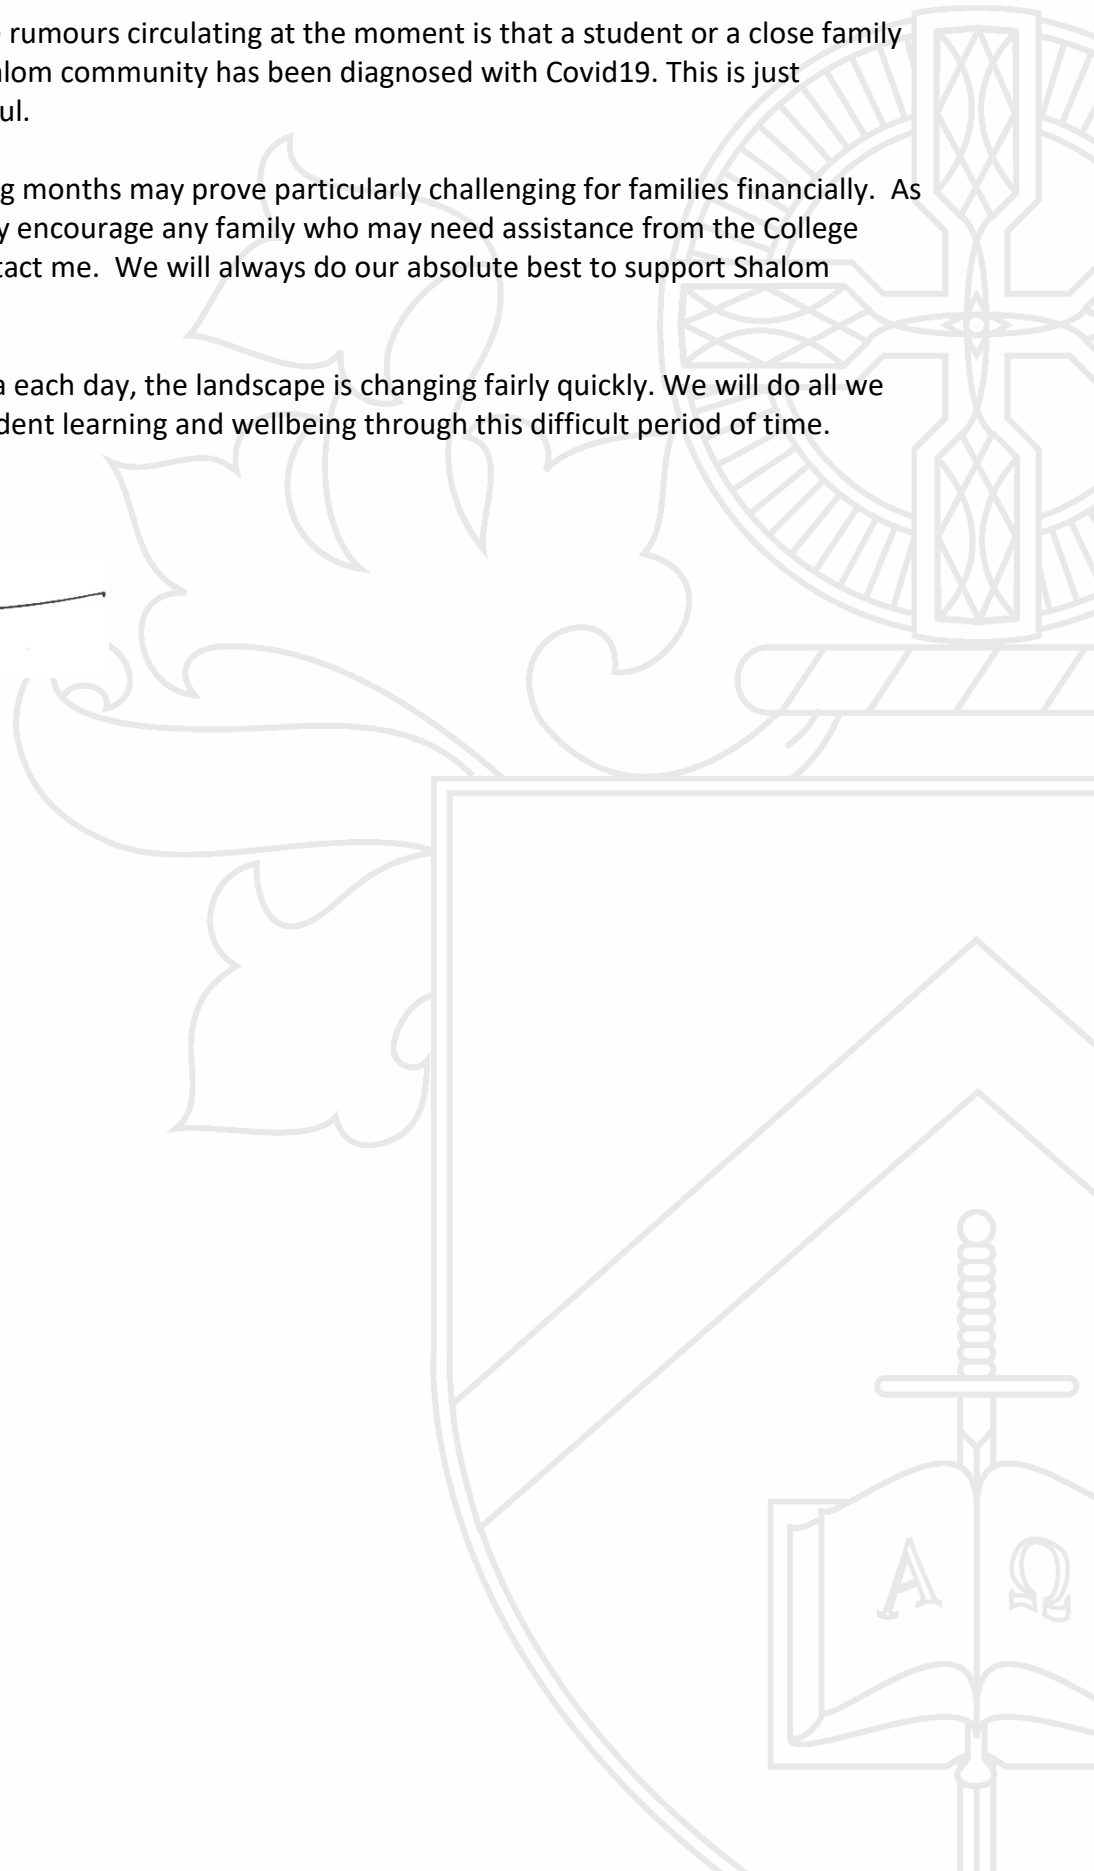 rumours circulating at the moment is that a student or a close family
alom community has been diagnosed with Covid19. This is just
ul.
g months may prove particularly challenging for families financially.  As
y encourage any family who may need assistance from the College
tact me.  We will always do our absolute best to support Shalom
a each day, the landscape is changing fairly quickly. We will do all we
dent learning and wellbeing through this difficult period of time.
Α Ω